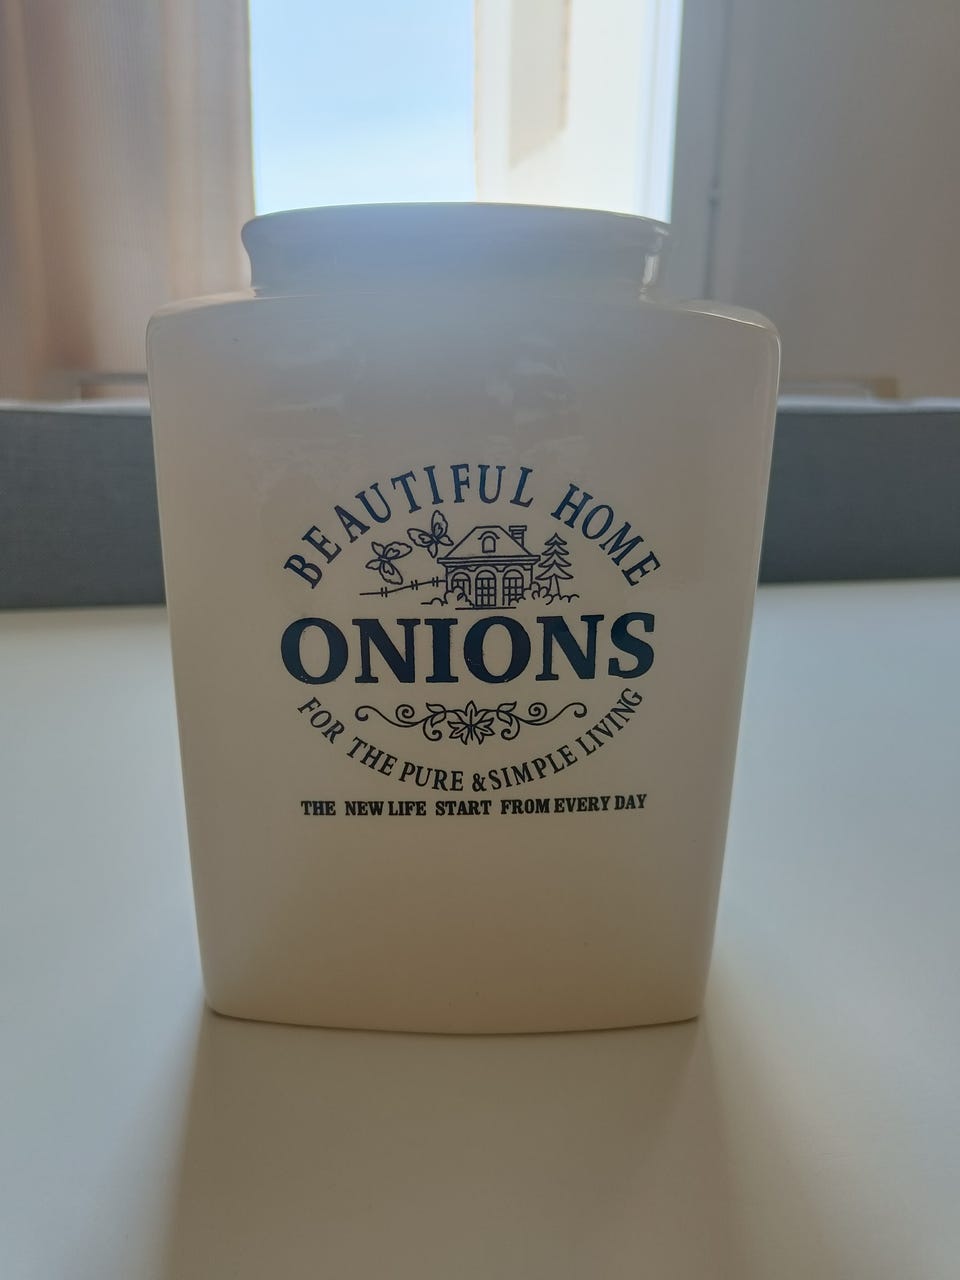 BEAUTIFUL HOME
ONIONS
FOR THE PURE & SIMPLE LIVING
THE NEW LIFE START FROM EVERY DAY